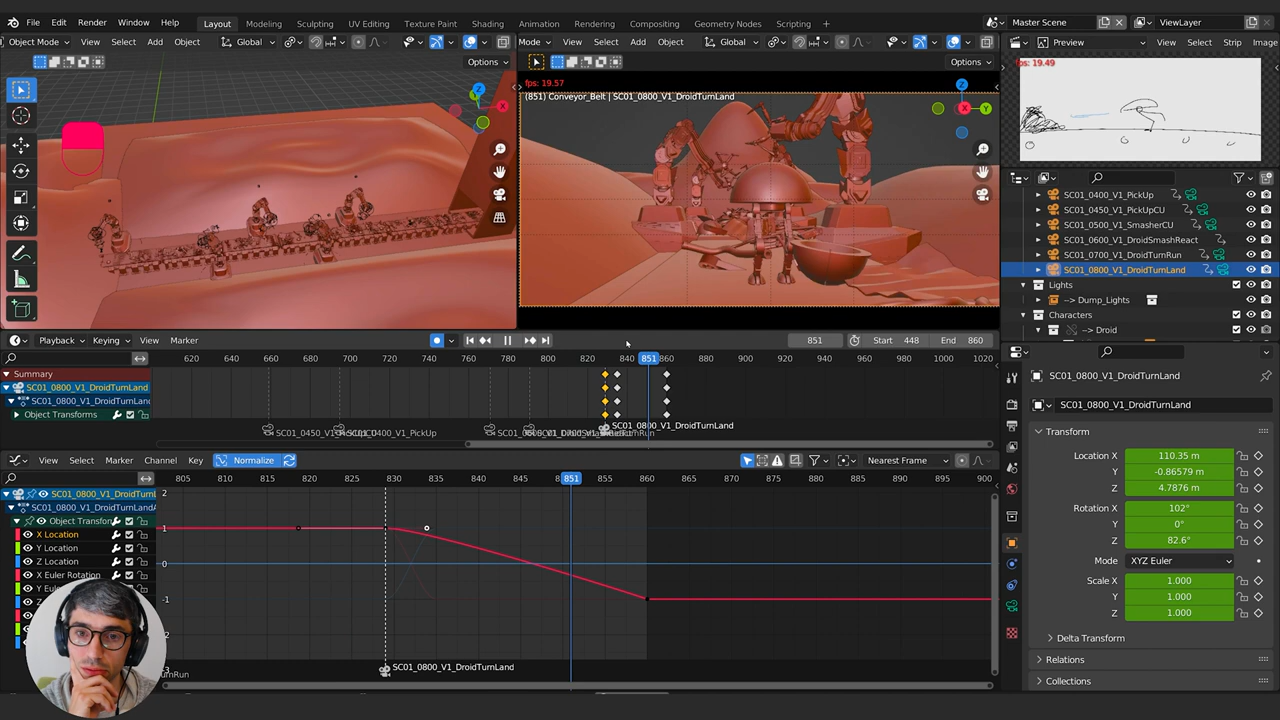 File Edit Render Window Help Layout Modeling Sculpting UV Editing Texture Paint Shading Animation Rendering Compositing Geometry Nodes Scripting + Master Scene ViewLayer
Object Mode View Select Add Object Global
Mode View Select Add Object Global
Preview View Select Strip Image
Options
Options
fps: 19.57
(851) Conveyor_Belt | SC01_0800_V1_DroidTurnLand
fps: 19.49
Z
X
Y
Z
X
Y
SC01_0400_V1_PickUp
SC01_0450_V1_PickUpCU
SC01_0500_V1_SmasherCU
SC01_0600_V1_DroidSmashReact
SC01_0700_V1_DroidTurnRun
SC01_0800_V1_DroidTurnLand
Lights
--> Dump_Lights
Characters
--> Droid
Playback Keying View Marker 851 Start 448 End 860
620 640 660 680 700 720 740 760 780 800 820 840 851 860 880 900 920 940 960 980 1000 1020
Summary
SC01_0800_V1_DroidTurnLand
SC01_0800_V1_DroidTurnLand
Object Transforms
SC01_0800_V1_DroidTurnLand
View Select Marker Channel Key Normalize Nearest Frame
805 810 815 820 825 830 835 840 845 851 860 865 870 875 880 885 890 895 900
SC01_0800_V1_DroidTurnL
SC01_0800_V1_DroidTurnLandA
Object Transform
X Location
Y Location
Z Location
X Euler Rotation
2
1
0
-1
SC01_0800_V1_DroidTurnLand
SC01_0800_V1_DroidTurnLand
SC01_0800_V1_DroidTurnLand
Transform
Location X 110.35 m
Y -0.86579 m
Z 4.7876 m
Rotation X 102°
Y 0°
Z 82.6°
Mode XYZ Euler
Scale X 1.000
Y 1.000
Z 1.000
Delta Transform
Relations
Collections